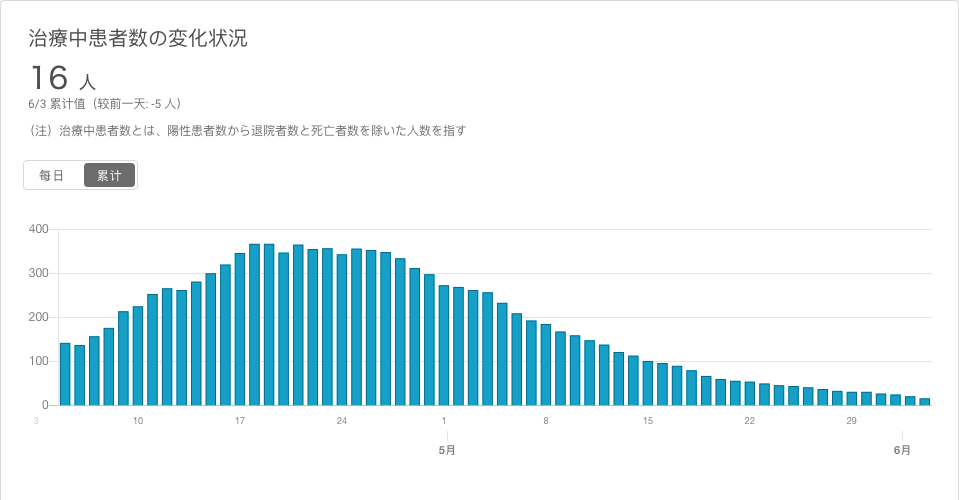 治療中患者数の変化状況
16 人
6/3 累计值（较前一天: -5 人）
（注）治療中患者数とは、陽性患者数から退院者数と死亡者数を除いた人数を指す
每日 累计
400
300
200
100
0
3 10 17 24 1 8 15 22 29
5月 6月